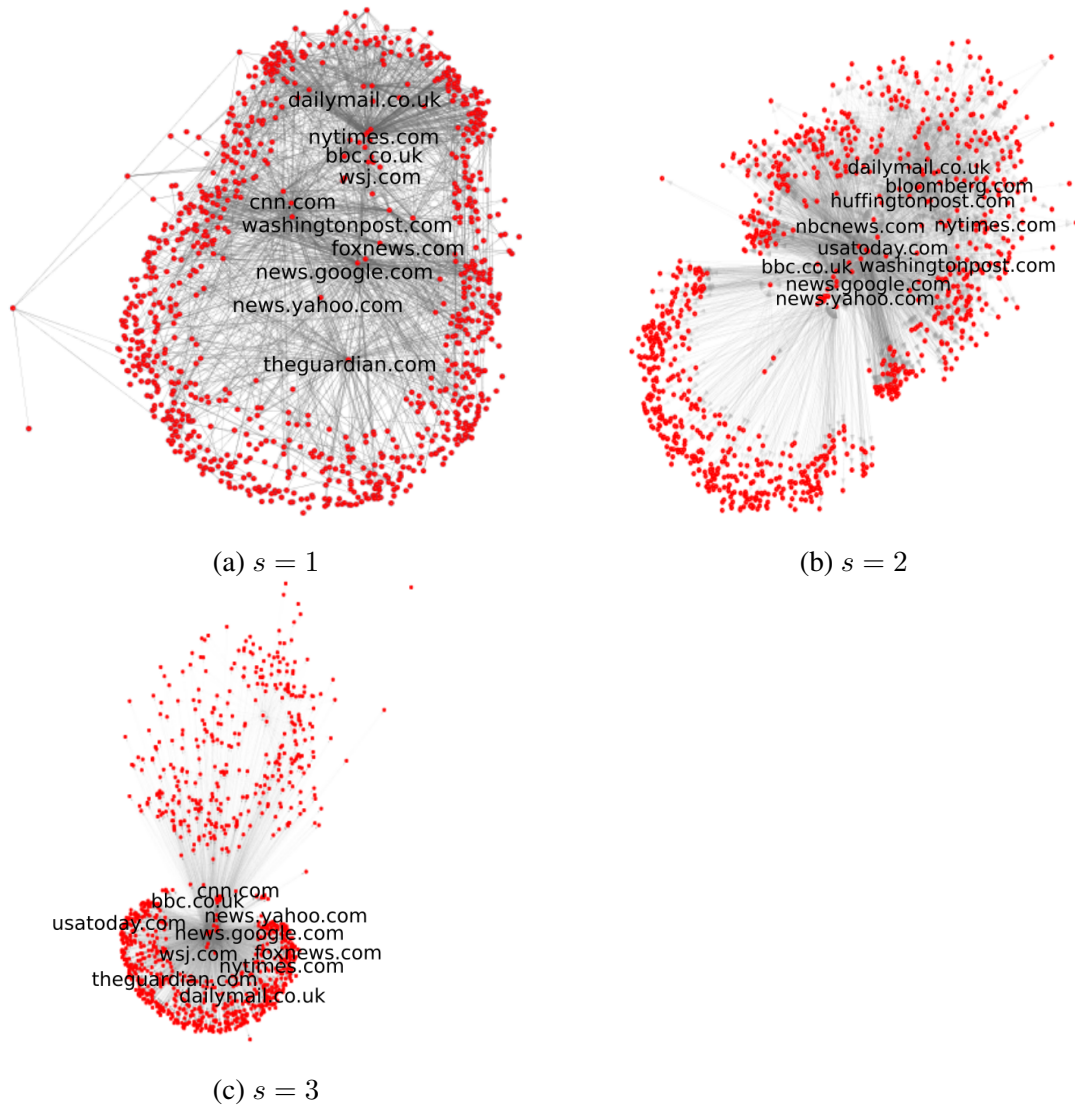 dailymail.co.uk
nytimes.com
bbc.co.uk
wsj.com
cnn.com
washingtonpost.com
foxnews.com
news.google.com
news.yahoo.com
theguardian.com
(a) s = 1
dailymail.co.uk
bloomberg.com
huffingtonpost.com
nbcnews.com nytimes.com
usatoday.com
bbc.co.uk washingtonpost.com
news.google.com
news.yahoo.com
(b) s = 2
cnn.com
bbc.co.uk
news.yahoo.com
usatoday.com
news.google.com
wsj.com foxnews.com
nytimes.com
theguardian.com
dailymail.co.uk
(c) s = 3